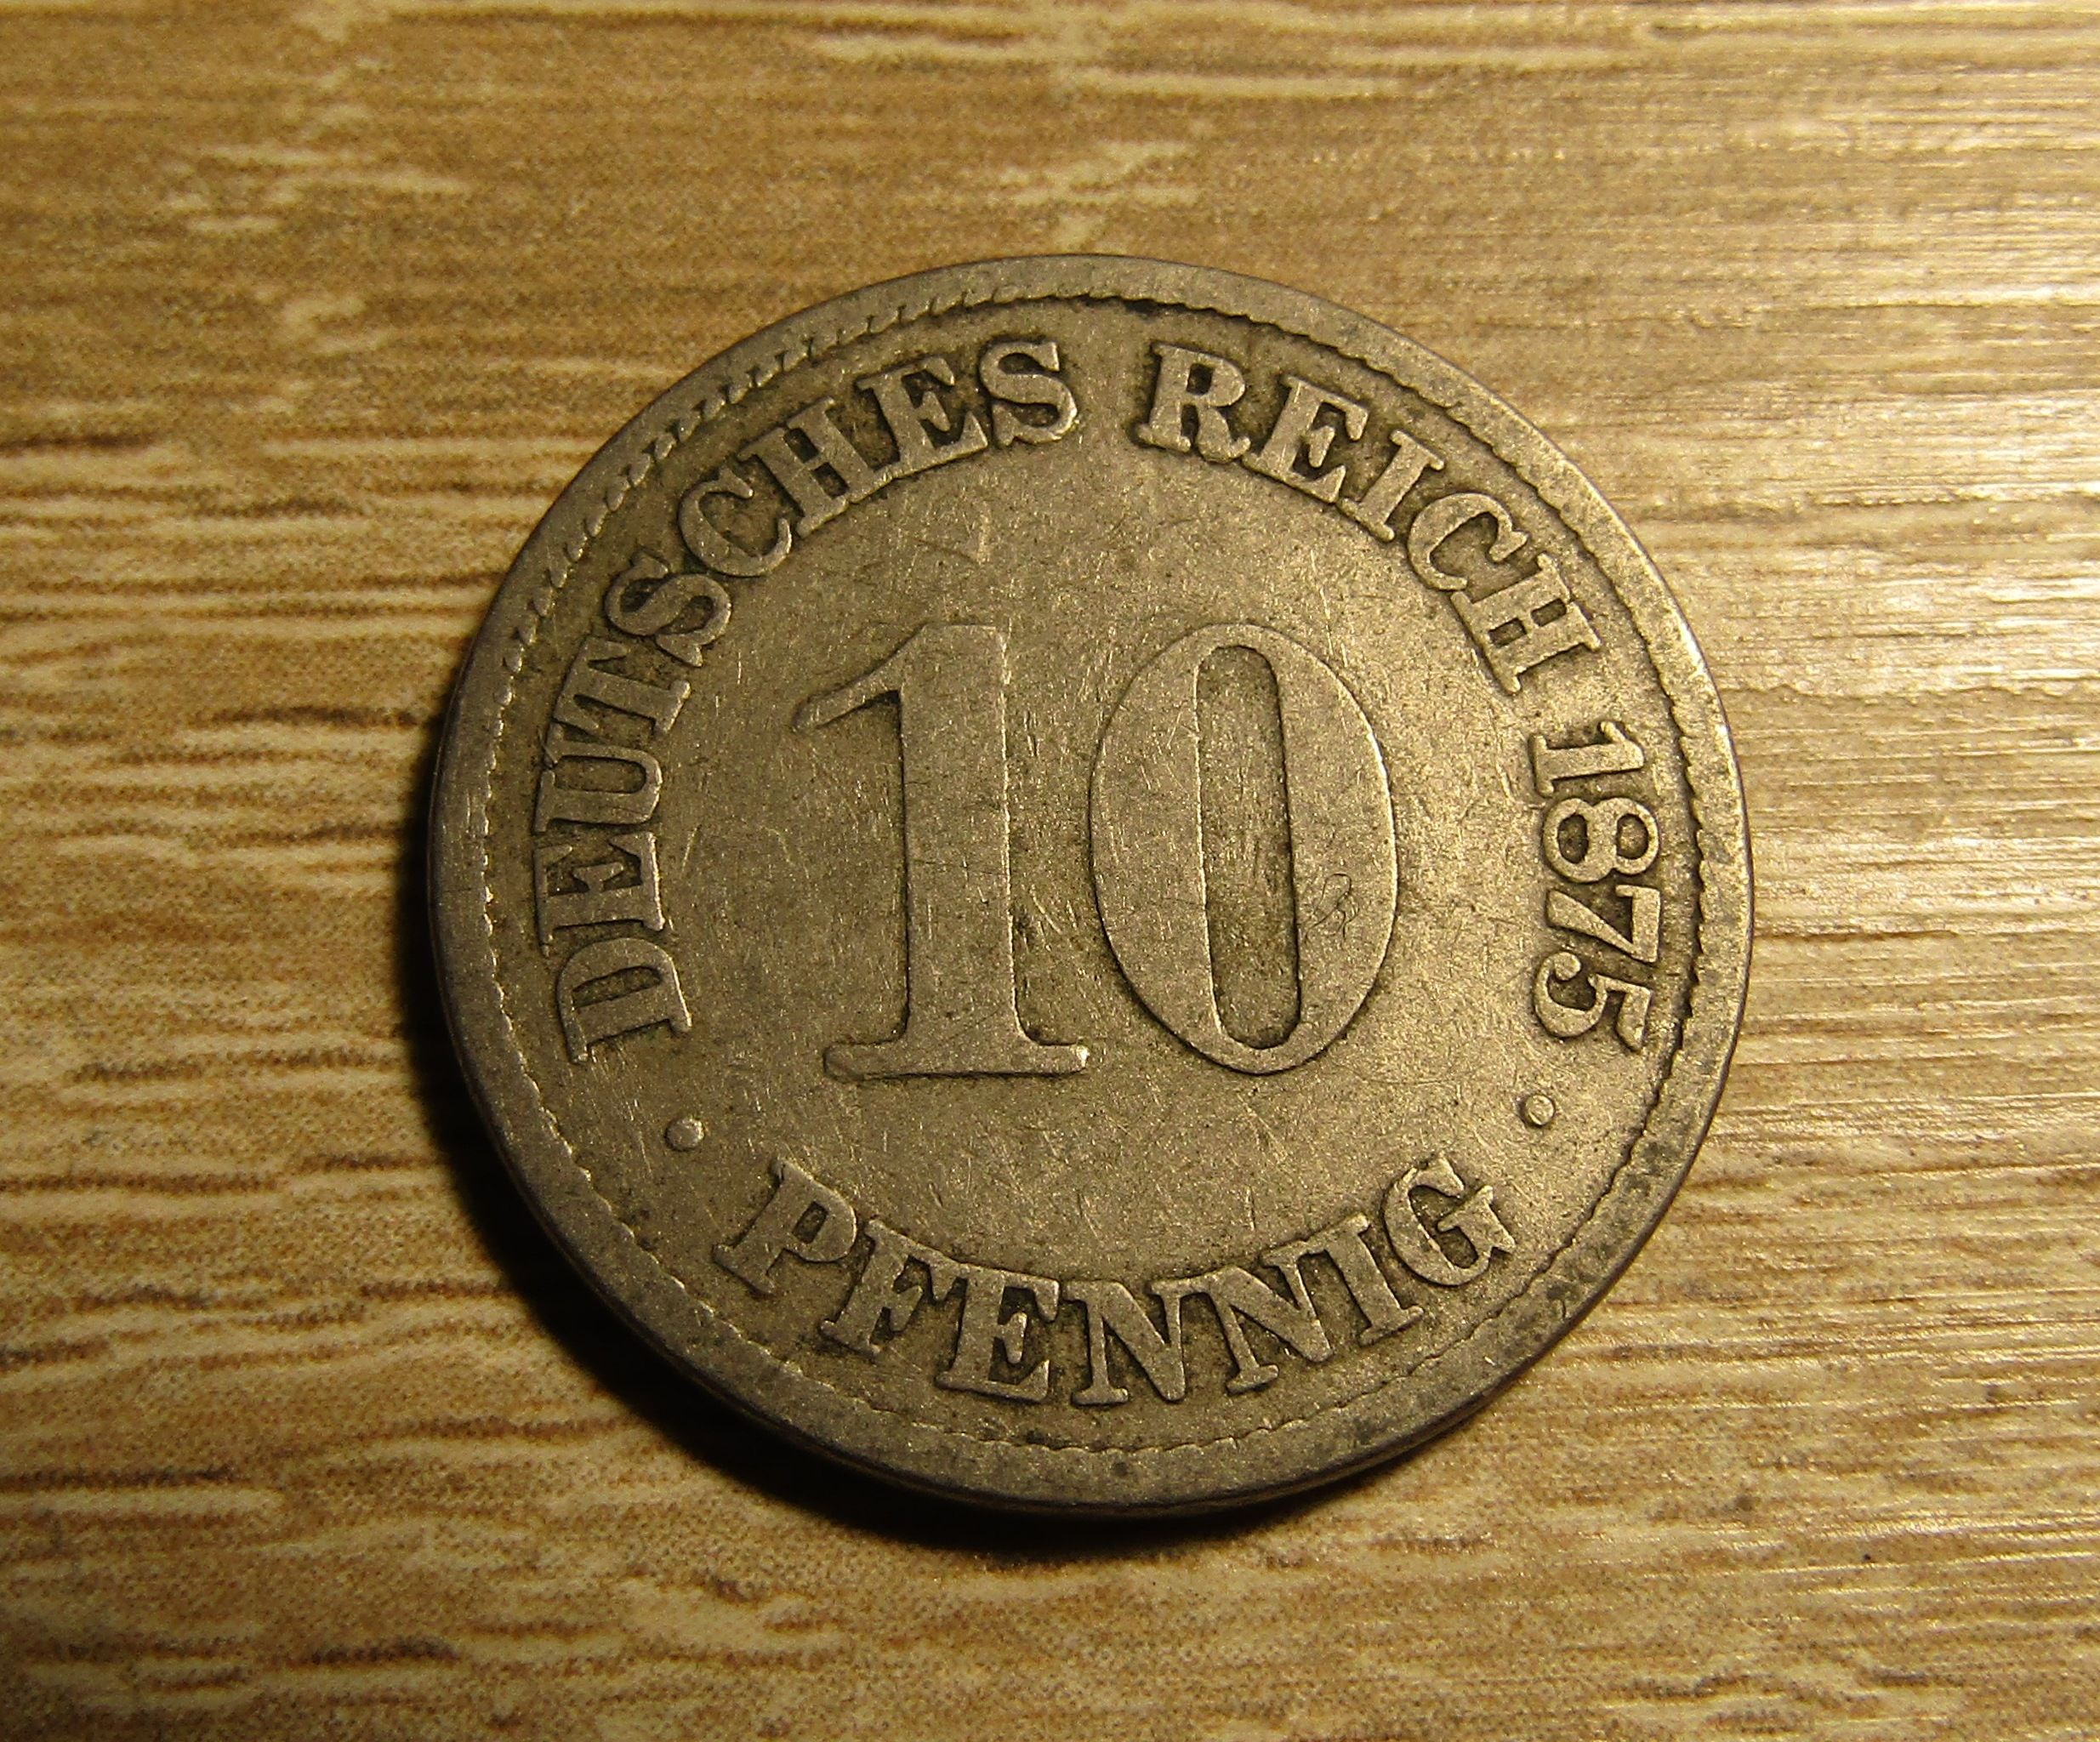 DEUTSCHES REICH 1875
10
• PFENNIG •